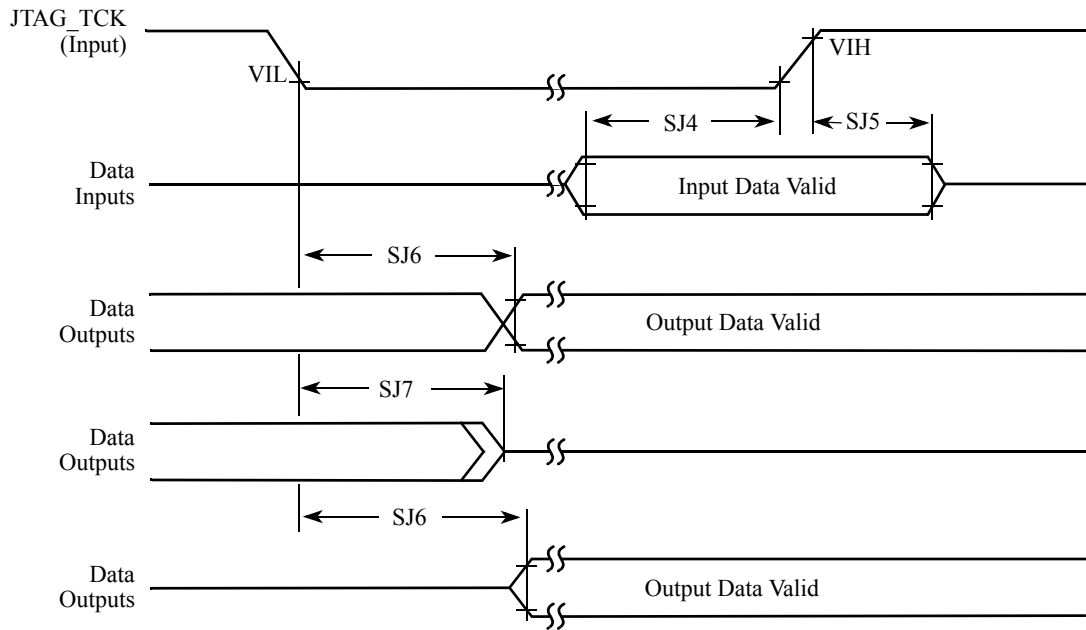 JTAG_TCK
(Input)
VIL
VIH
SJ4
SJ5
Data
Inputs
Input Data Valid
SJ6
Data
Outputs
Output Data Valid
SJ7
Data
Outputs
SJ6
Data
Outputs
Output Data Valid